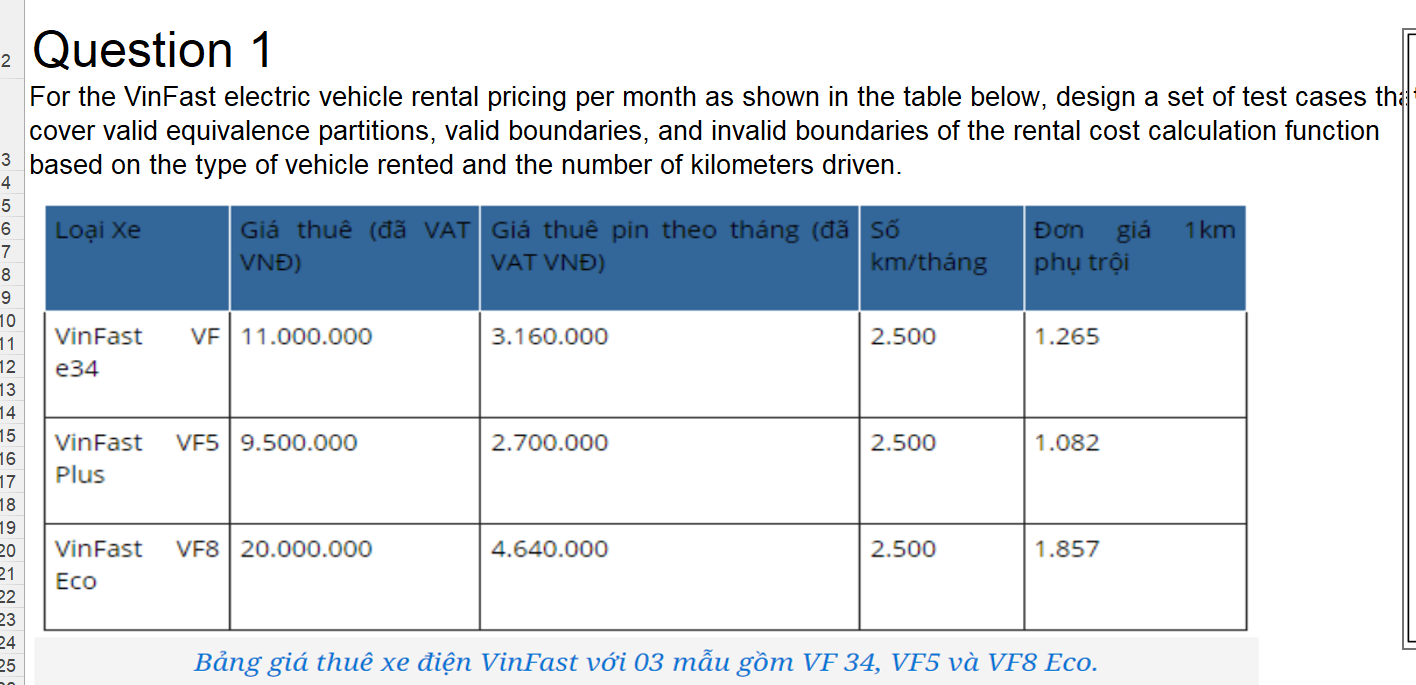 Question 1
For the VinFast electric vehicle rental pricing per month as shown in the table below, design a set of test cases that
cover valid equivalence partitions, valid boundaries, and invalid boundaries of the rental cost calculation function
based on the type of vehicle rented and the number of kilometers driven.
Loại Xe
Giá thuê (đã VAT
VNĐ)
Giá thuê pin theo tháng (đã
VAT VNĐ)
Số
km/tháng
Đơn giá 1km
phụ trội
VinFast VF
e34
11.000.000
3.160.000
2.500
1.265
VinFast VF5
Plus
9.500.000
2.700.000
2.500
1.082
VinFast VF8
Eco
20.000.000
4.640.000
2.500
1.857
Bảng giá thuê xe điện VinFast với 03 mẫu gồm VF 34, VF5 và VF8 Eco.
2
3
4
5
6
7
8
9
10
11
12
13
14
15
16
17
18
19
20
21
22
23
24
25